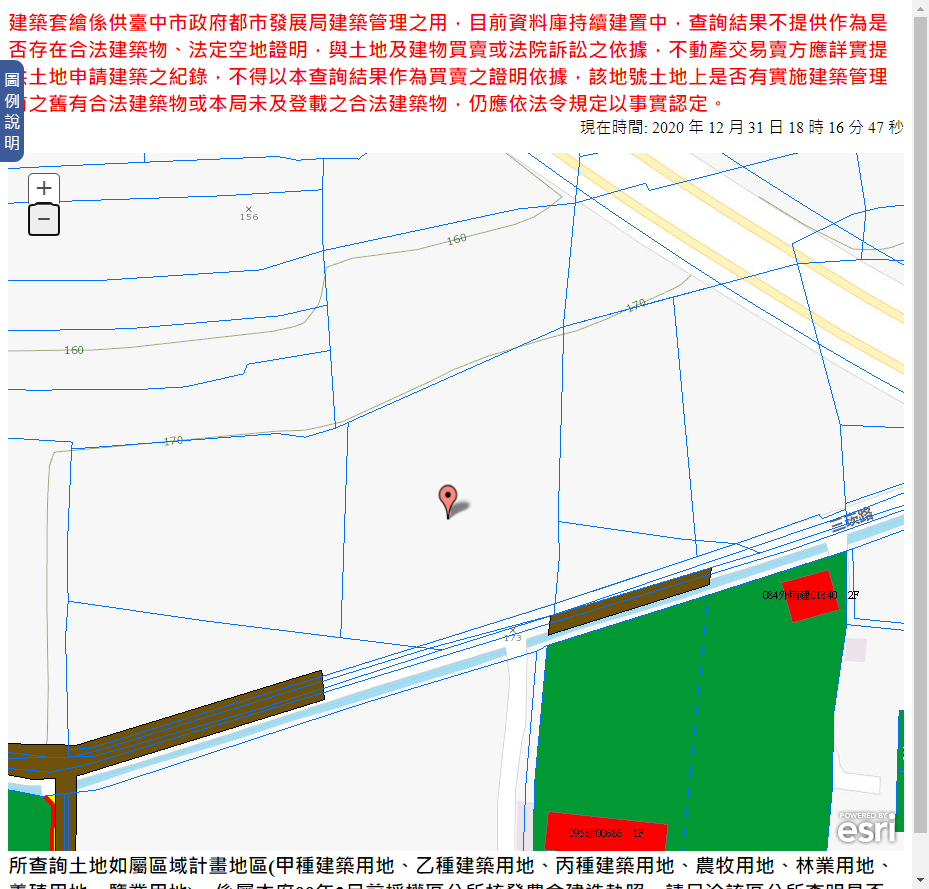 建築套繪係供臺中市政府都市發展局建築管理之用，目前資料庫持續建置中，查詢結果不提供作為是
否存在合法建築物、法定空地證明，與土地及建物買賣或法院訴訟之依據，不動產交易賣方應詳實提
土地申請建築之紀錄，不得以本查詢結果作為買賣之證明依據，該地號土地上是否有實施建築管理
之舊有合法建築物或本局未及登載之合法建築物，仍應依法令規定以事實認定。
圖例說明
現在時間: 2020 年 12 月 31 日 18 時 16 分 47 秒
+
−
156
160
170
160
170
三崁路
084外埔建01840 2F
173
095建00686 1F
POWERED BY
esri
所查詢土地如屬區域計畫地區(甲種建築用地、乙種建築用地、丙種建築用地、農牧用地、林業用地、